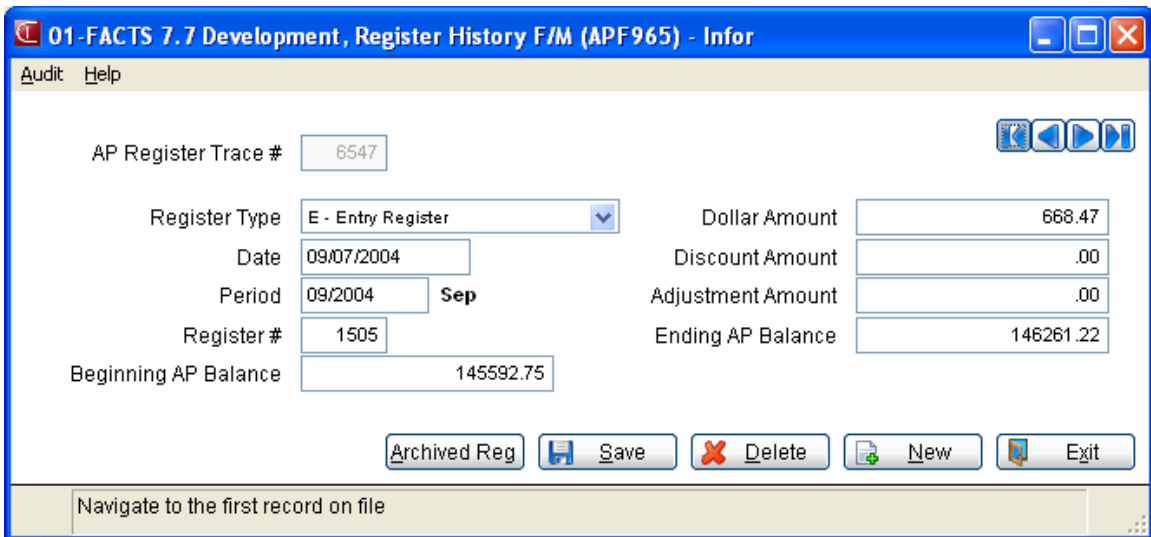 01-FACTS 7.7 Development, Register History F/M (APF965) - Infor
Audit Help
AP Register Trace # 6547
Register Type E - Entry Register Dollar Amount 668.47
Date 09/07/2004 Discount Amount .00
Period 09/2004 Sep Adjustment Amount .00
Register # 1505 Ending AP Balance 146261.22
Beginning AP Balance 145592.75
Archived Reg Save Delete New Exit
Navigate to the first record on file